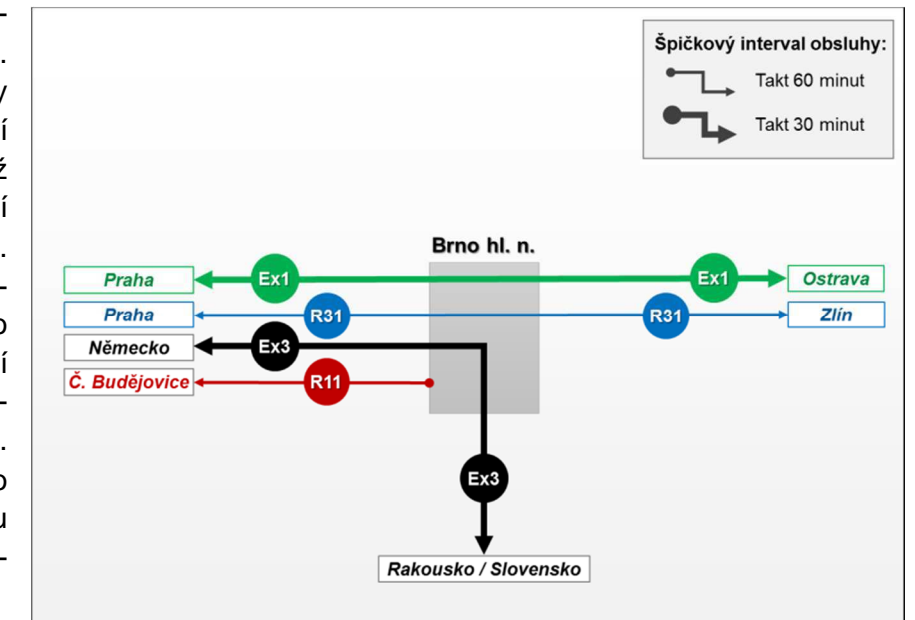 Špičkový interval obsluhy:
Takt 60 minut
Takt 30 minut
Brno hl. n.
Praha Ex1 Ex1 Ostrava
Praha R31 R31 Zlín
Německo Ex3
Č. Budějovice R11
Ex3
Rakousko / Slovensko